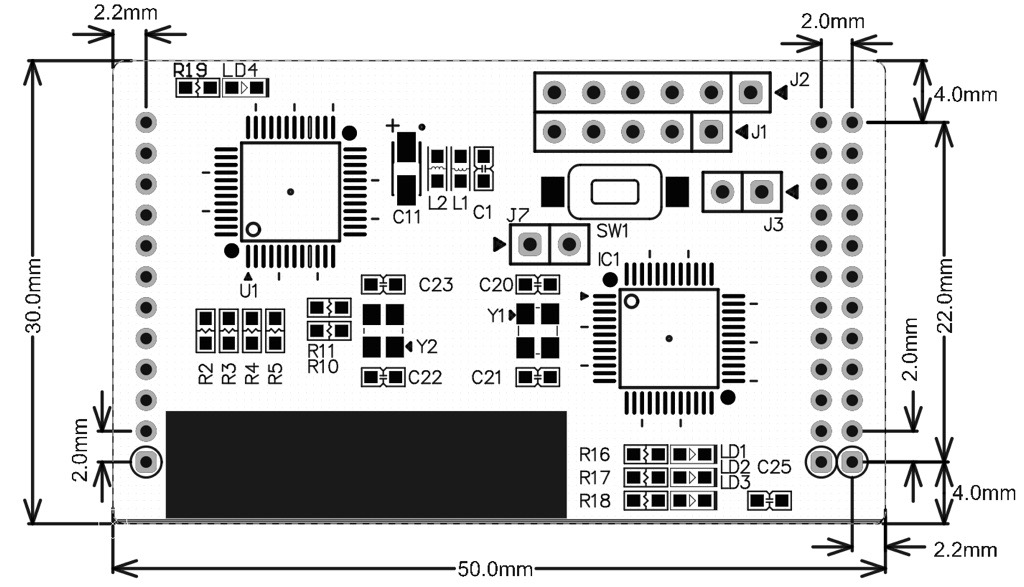 2.2mm
2.0mm
R19 LD4
J2
4.0mm
+
J1
L2 L1 C1
C11
J7
SW1
J3
IC1
U1
C23
C20
30.0mm
22.0mm
Y1
Y2
2.0mm
R11
R10
R2 R3 R4 R5
C22
C21
2.0mm
R16 LD1
LD2 C25
R17
LD3
R18
4.0mm
2.2mm
50.0mm